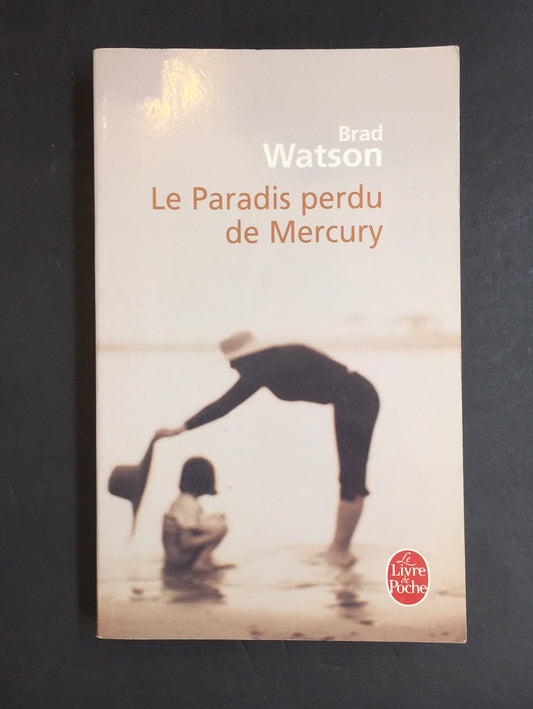 Brad
Watson
Le Paradis perdu
de Mercury
Le
Livre
de
Poche